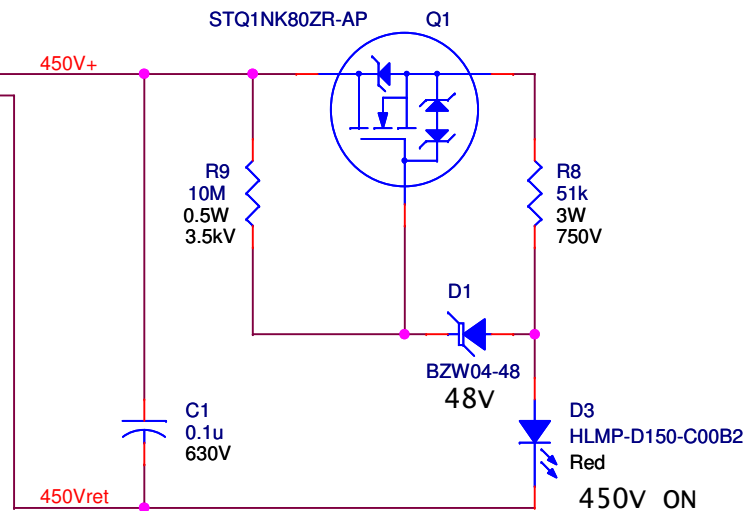 STQ1NK80ZR-AP
Q1
450V+
R9
10M
0.5W
3.5kV
R8
51k
3W
750V
D1
BZW04-48
48V
C1
0.1u
630V
D3
HLMP-D150-C00B2
Red
450V ON
450Vret